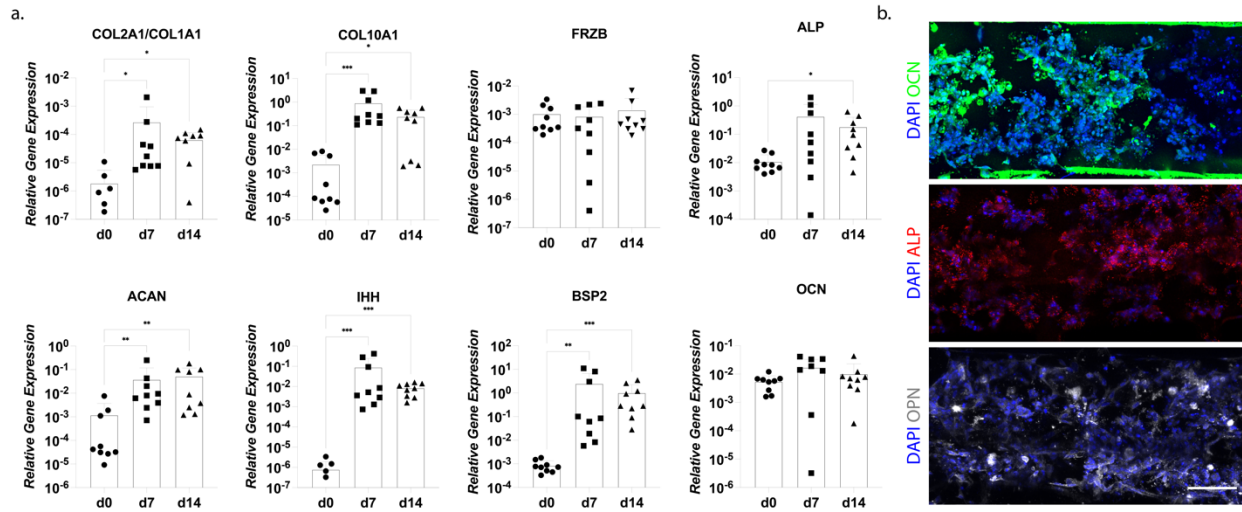 a.
b.
COL2A1/COL1A1
Relative Gene Expression
10⁻²
10⁻³
10⁻⁴
10⁻⁵
10⁻⁶
10⁻⁷
*
*
d0 d7 d14
COL10A1
Relative Gene Expression
10¹
10⁰
10⁻¹
10⁻²
10⁻³
10⁻⁴
10⁻⁵
*
***
d0 d7 d14
FRZB
Relative Gene Expression
10⁻²
10⁻³
10⁻⁴
10⁻⁵
10⁻⁶
10⁻⁷
d0 d7 d14
ALP
Relative Gene Expression
10¹
10⁰
10⁻¹
10⁻²
10⁻³
10⁻⁴
*
d0 d7 d14
ACAN
Relative Gene Expression
10¹
10⁰
10⁻¹
10⁻²
10⁻³
10⁻⁴
10⁻⁵
10⁻⁶
**
**
d0 d7 d14
IHH
Relative Gene Expression
10¹
10⁰
10⁻¹
10⁻²
10⁻³
10⁻⁴
10⁻⁵
10⁻⁶
10⁻⁷
***
***
d0 d7 d14
BSP2
Relative Gene Expression
10²
10¹
10⁰
10⁻¹
10⁻²
10⁻³
10⁻⁴
***
**
d0 d7 d14
OCN
Relative Gene Expression
10⁻¹
10⁻²
10⁻³
10⁻⁴
10⁻⁵
10⁻⁶
d0 d7 d14
DAPI OCN
DAPI ALP
DAPI OPN